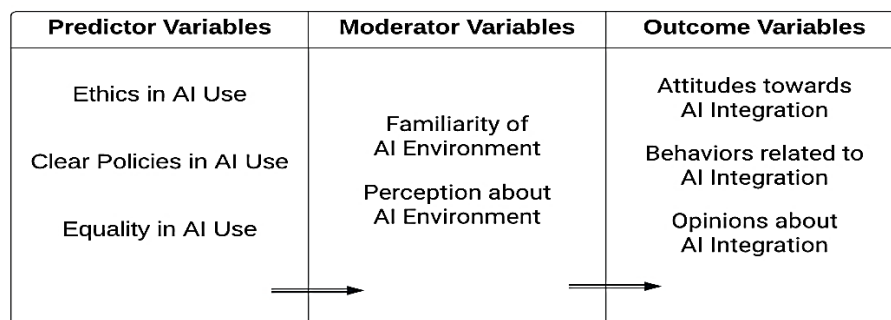 Predictor Variables
Moderator Variables
Outcome Variables
Ethics in AI Use
Clear Policies in AI Use
Equality in AI Use
Familiarity of
AI Environment
Perception about
AI Environment
Attitudes towards
AI Integration
Behaviors related to
AI Integration
Opinions about
AI Integration